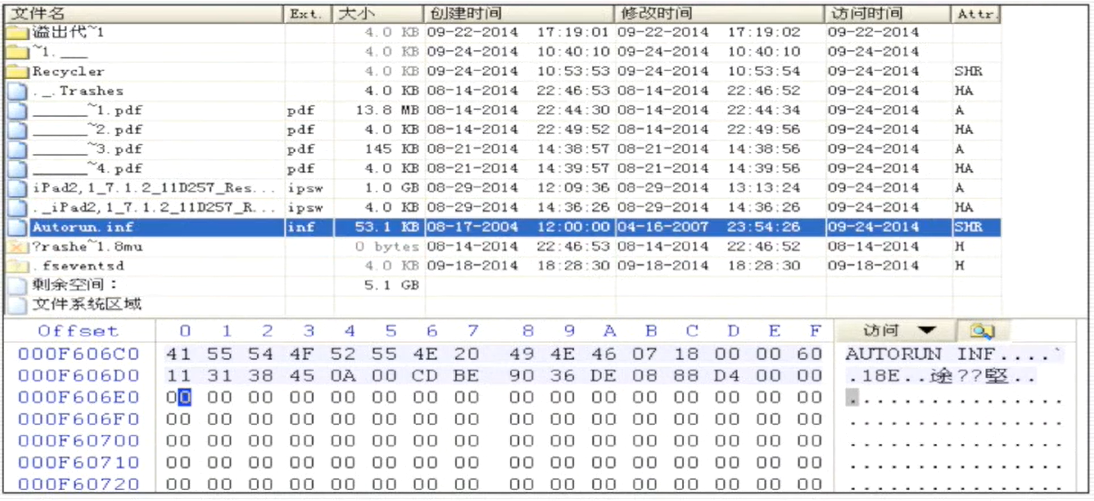 文件名 Ext. 大小 创建时间 修改时间 访问时间 Attr.
溢出代~1 4.0 KB 09-22-2014 17:19:01 09-22-2014 17:19:02 09-22-2014
~1.___ 4.0 KB 09-24-2014 10:40:10 09-24-2014 10:40:10 09-24-2014
Recycler 4.0 KB 09-24-2014 10:53:53 09-24-2014 10:53:54 09-24-2014 SHR
._.Trashes 4.0 KB 08-14-2014 22:46:53 08-14-2014 22:46:52 09-24-2014 HA
______~1.pdf pdf 13.8 MB 08-14-2014 22:44:30 08-14-2014 22:44:34 09-24-2014 A
______~2.pdf pdf 4.0 KB 08-14-2014 22:49:52 08-14-2014 22:49:56 09-24-2014 HA
______~3.pdf pdf 145 KB 08-21-2014 14:38:57 08-21-2014 14:38:56 09-24-2014 A
______~4.pdf pdf 4.0 KB 08-21-2014 14:39:57 08-21-2014 14:39:56 09-24-2014 HA
iPad2,1_7.1.2_11D257_Res... ipsw 1.0 GB 08-29-2014 12:09:36 08-29-2014 13:13:24 09-24-2014 A
._iPad2,1_7.1.2_11D257_R... ipsw 4.0 KB 08-29-2014 14:36:26 08-29-2014 14:36:26 09-24-2014 HA
Autorun.inf inf 53.1 KB 08-17-2004 12:00:00 04-16-2007 23:54:26 09-24-2014 SHR
?rashe~1.8mu 0 bytes 08-14-2014 22:46:53 08-14-2014 22:46:52 08-14-2014 H
.fseventsd 4.0 KB 09-18-2014 18:28:30 09-18-2014 18:28:30 09-18-2014 H
剩余空间： 5.1 GB
文件系统区域
Offset 0 1 2 3 4 5 6 7 8 9 A B C D E F 访问
000F606C0 41 55 54 4F 52 55 4E 20 49 4E 46 07 18 00 00 60 AUTORUN INF....`
000F606D0 11 31 38 45 0A 00 CD BE 90 36 DE 08 88 D4 00 00 .18E..途??堅..
000F606E0 00 00 00 00 00 00 00 00 00 00 00 00 00 00 00 00 ................
000F606F0 00 00 00 00 00 00 00 00 00 00 00 00 00 00 00 00 ................
000F60700 00 00 00 00 00 00 00 00 00 00 00 00 00 00 00 00 ................
000F60710 00 00 00 00 00 00 00 00 00 00 00 00 00 00 00 00 ................
000F60720 00 00 00 00 00 00 00 00 00 00 00 00 00 00 00 00 ................